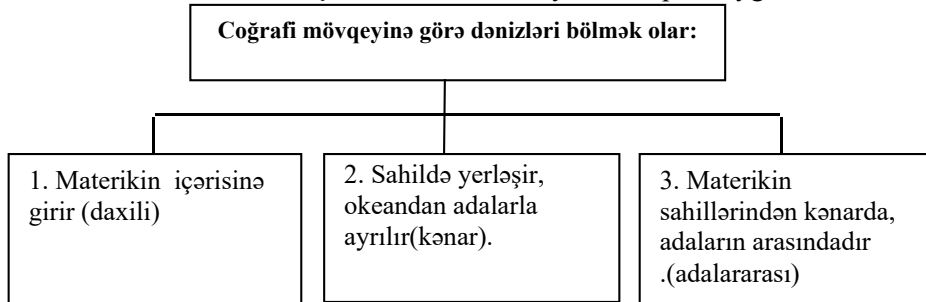 Coğrafi mövqeyinə görə dənizləri bölmək olar:
1. Materikin içərisinə
girir (daxili)
2. Sahildə yerləşir,
okeandan adalarla
ayrılır(kənar).
3. Materikin
sahillərindən kənarda,
adaların arasındadır
.(adalararası)